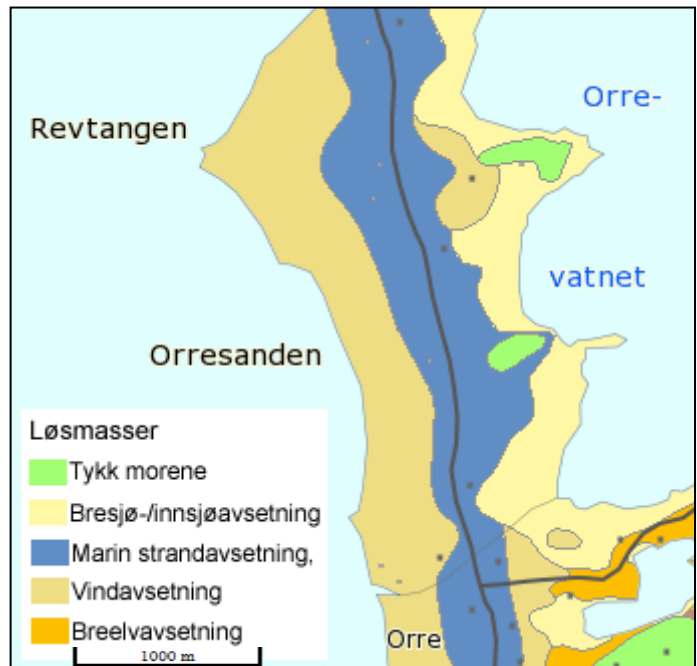 Orre-
Revtangen
vatnet
Orresanden
Løsmasser
Tykk morene
Bresjø-/innsjøavsetning
Marin strandavsetning,
Vindavsetning
Breelvavsetning
Orre
1000 m